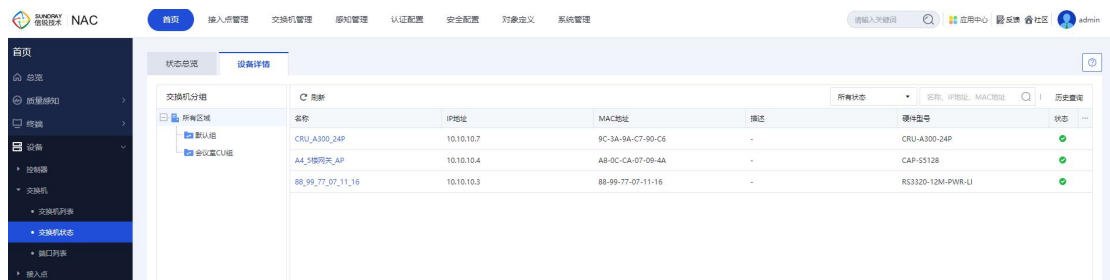 SUNDRAY 信锐技术 NAC 首页 接入点管理 交换机管理 感知管理 认证配置 安全配置 对象定义 系统管理 请输入关键词 应用中心 反馈 社区 admin
首页
状态总览 设备详情
总览
质量感知
终端
设备
控制器
交换机
交换机列表
交换机状态
端口列表
接入点
交换机分组
所有区域
默认组
会议室CU组
刷新 所有状态 名称、IP地址、MAC地址 历史查询
名称 IP地址 MAC地址 描述 硬件型号 状态
CRU_A300_24P 10.10.10.7 9C-3A-9A-C7-90-C6 - CRU-A300-24P
A4_5楼网关_AP 10.10.10.4 A8-0C-CA-07-09-4A - CAP-S5128
88_99_77_07_11_16 10.10.10.3 88-99-77-07-11-16 - RS3320-12M-PWR-LI